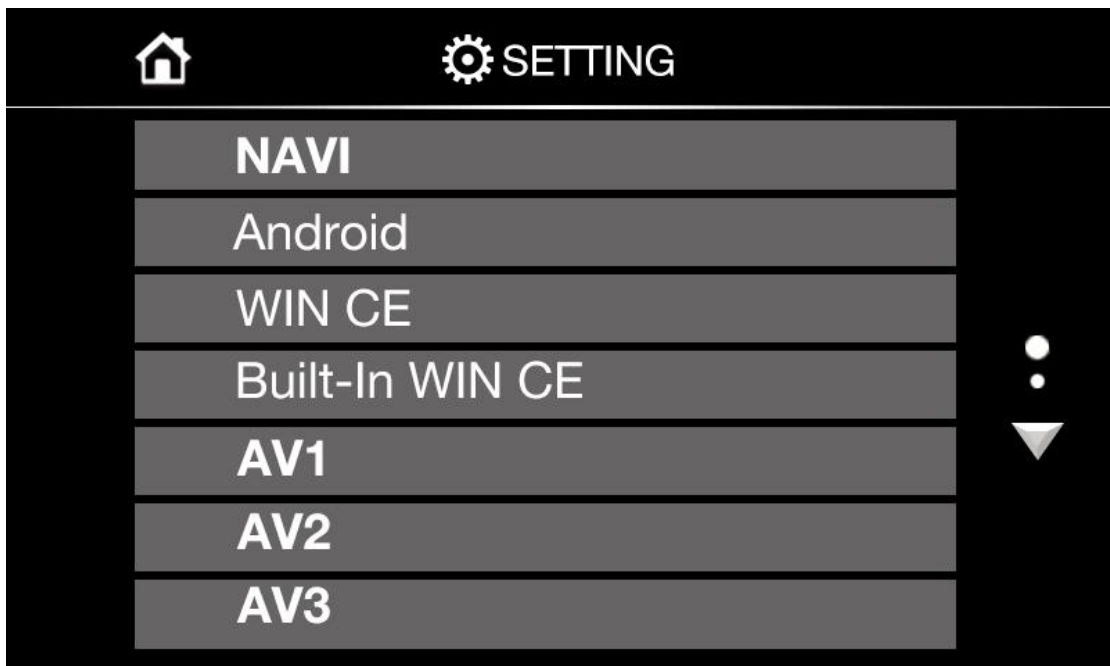 SETTING
NAVI
Android
WIN CE
Built-In WIN CE
AV1
AV2
AV3